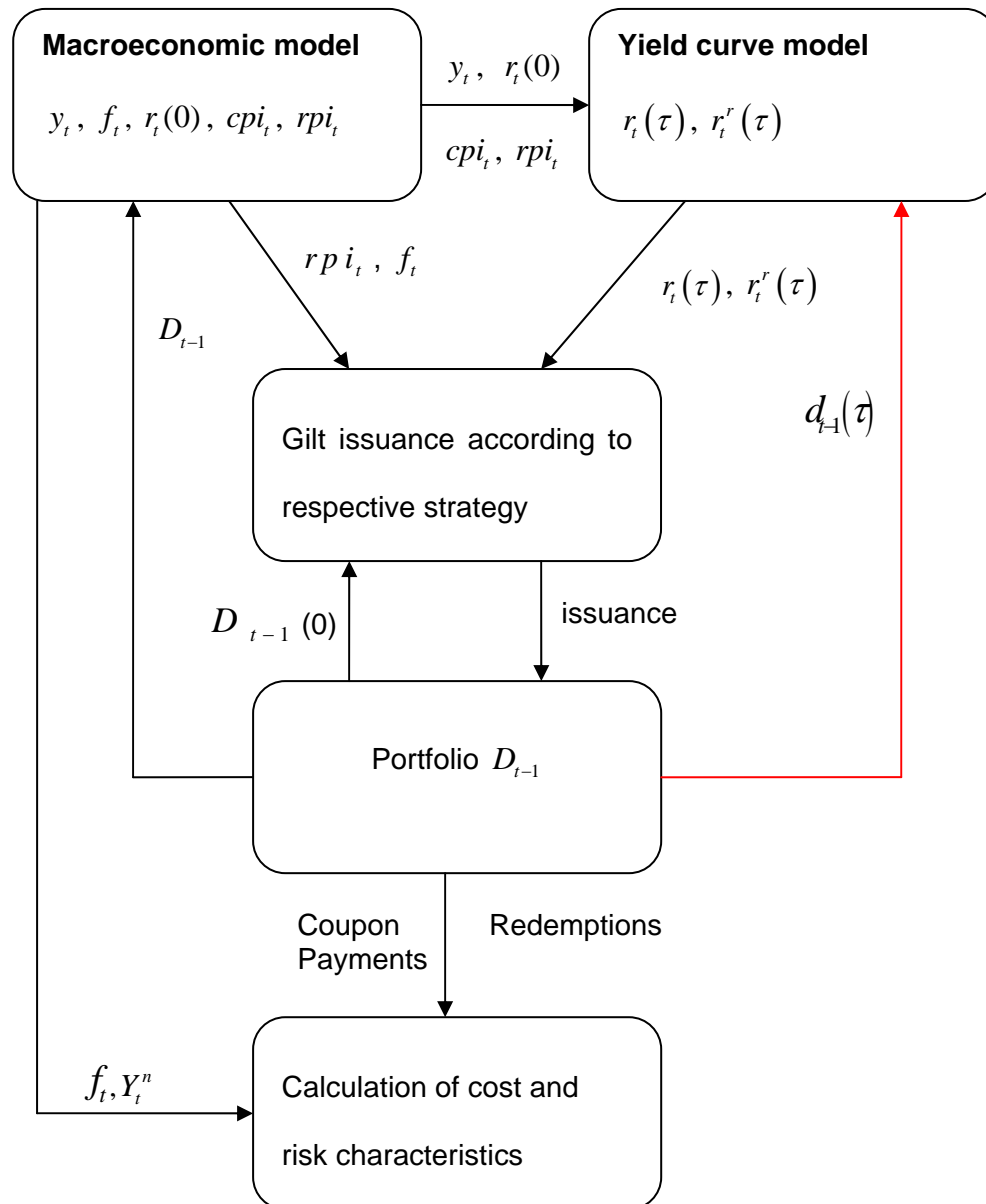 Macroeconomic model
y_t , f_t , r_t(0) , cpi_t , rpi_t
y_t , r_t(0)
cpi_t , rpi_t
Yield curve model
r_t(τ) , r_t^r(τ)
rpi_t , f_t
r_t(τ) , r_t^r(τ)
D_{t-1}
d_{t-1}(τ)
Gilt issuance according to
respective strategy
D_{t-1} (0)
issuance
Portfolio D_{t-1}
Coupon
Payments
Redemptions
f_t , Y_t^n
Calculation of cost and
risk characteristics